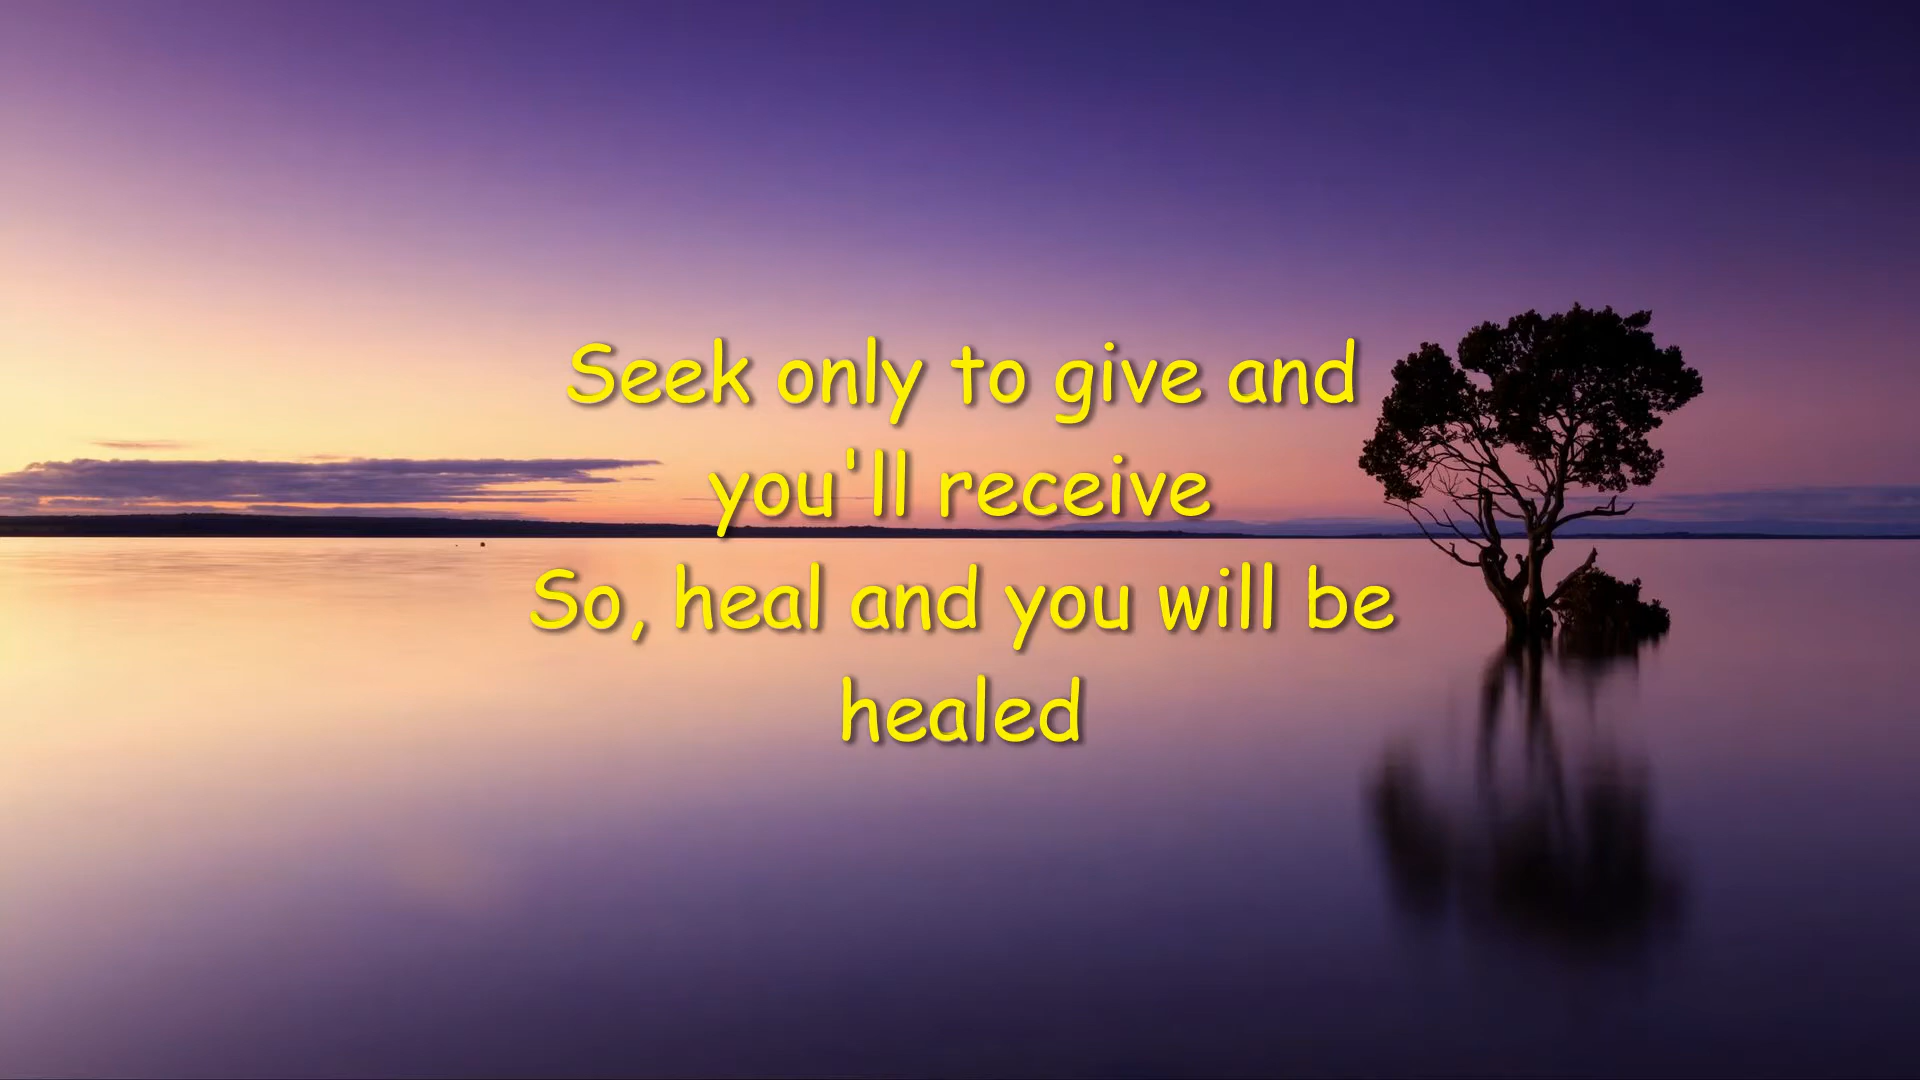 Seek only to give and
you'll receive
So, heal and you will be
healed